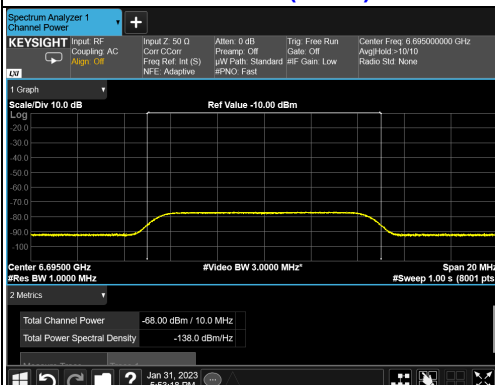 Spectrum Analyzer 1
Channel Power
+
KEYSIGHT Input: RF
Coupling: AC
Align: Off
LXI
Input Z: 50 Ω
Corr CCorr
Freq Ref: Int (S)
NFE: Adaptive
Atten: 0 dB
Preamp: Off
µW Path: Standard
#PNO: Fast
Trig: Free Run
Gate: Off
#IF Gain: Low
Center Freq: 6.695000000 GHz
Avg|Hold:>10/10
Radio Std: None
1 Graph
Scale/Div 10.0 dB
Ref Value -10.00 dBm
Log
-20.0
-30.0
-40.0
-50.0
-60.0
-70.0
-80.0
-90.0
-100
Center 6.69500 GHz
#Video BW 3.0000 MHz*
Span 20 MHz
#Res BW 1.0000 MHz
#Sweep 1.00 s (8001 pts
2 Metrics
Total Channel Power -68.00 dBm / 10.0 MHz
Total Power Spectral Density -138.0 dBm/Hz
?
Jan 31, 2023
5:53:18 PM